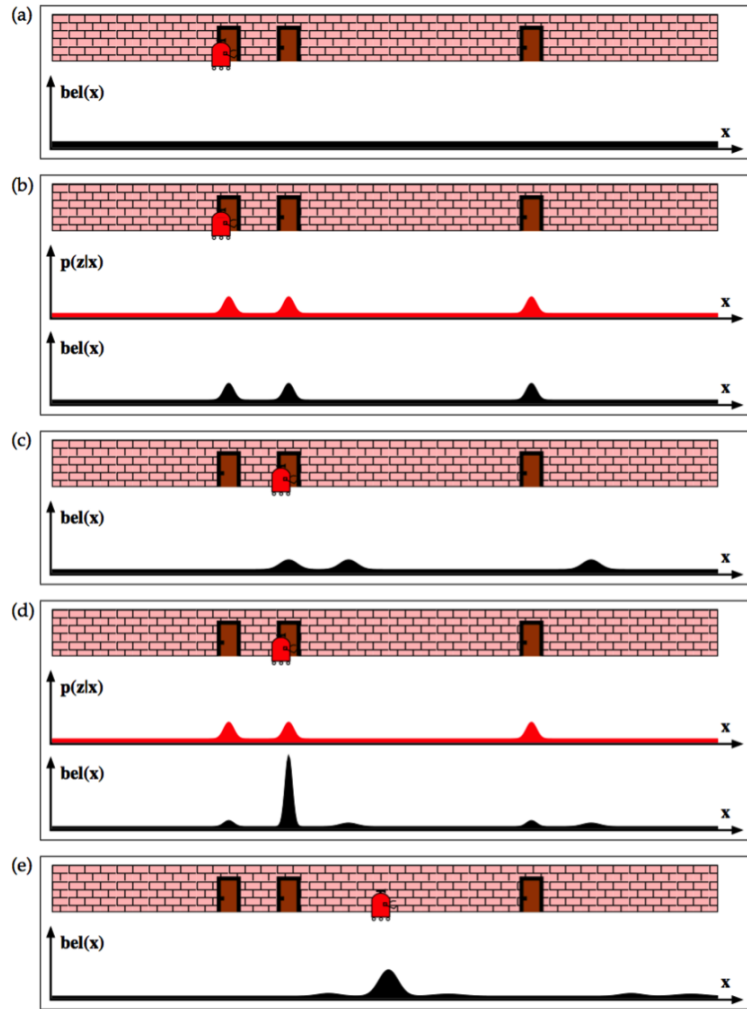 (a)
bel(x)
x
(b)
p(z|x)
x
bel(x)
x
(c)
bel(x)
x
(d)
p(z|x)
x
bel(x)
x
(e)
bel(x)
x